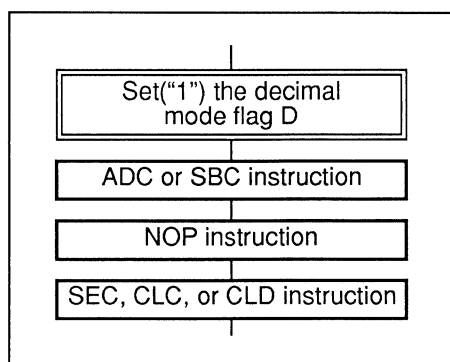 Set(“1”) the decimal
mode flag D
ADC or SBC instruction
NOP instruction
SEC, CLC, or CLD instruction